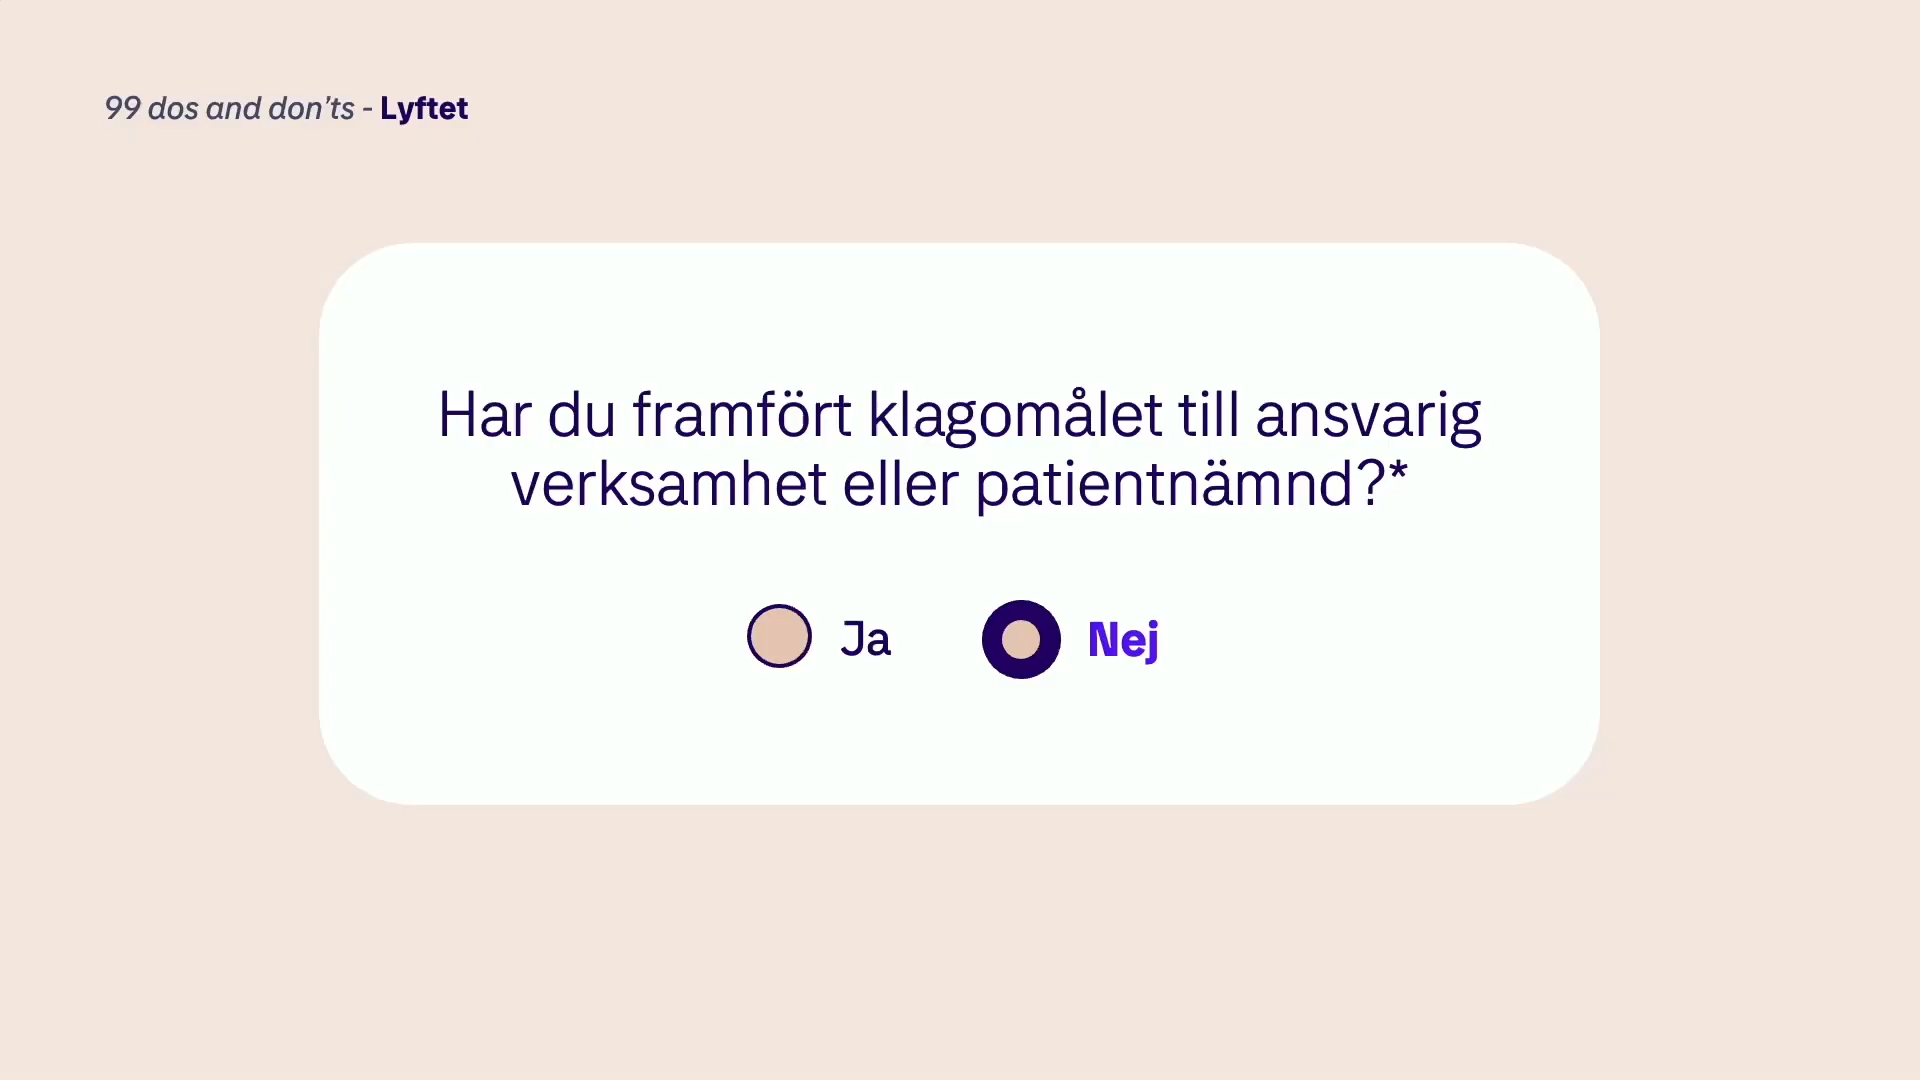 99 dos and don’ts - Lyftet
Har du framfört klagomålet till ansvarig
verksamhet eller patientnämnd?*
Ja
Nej